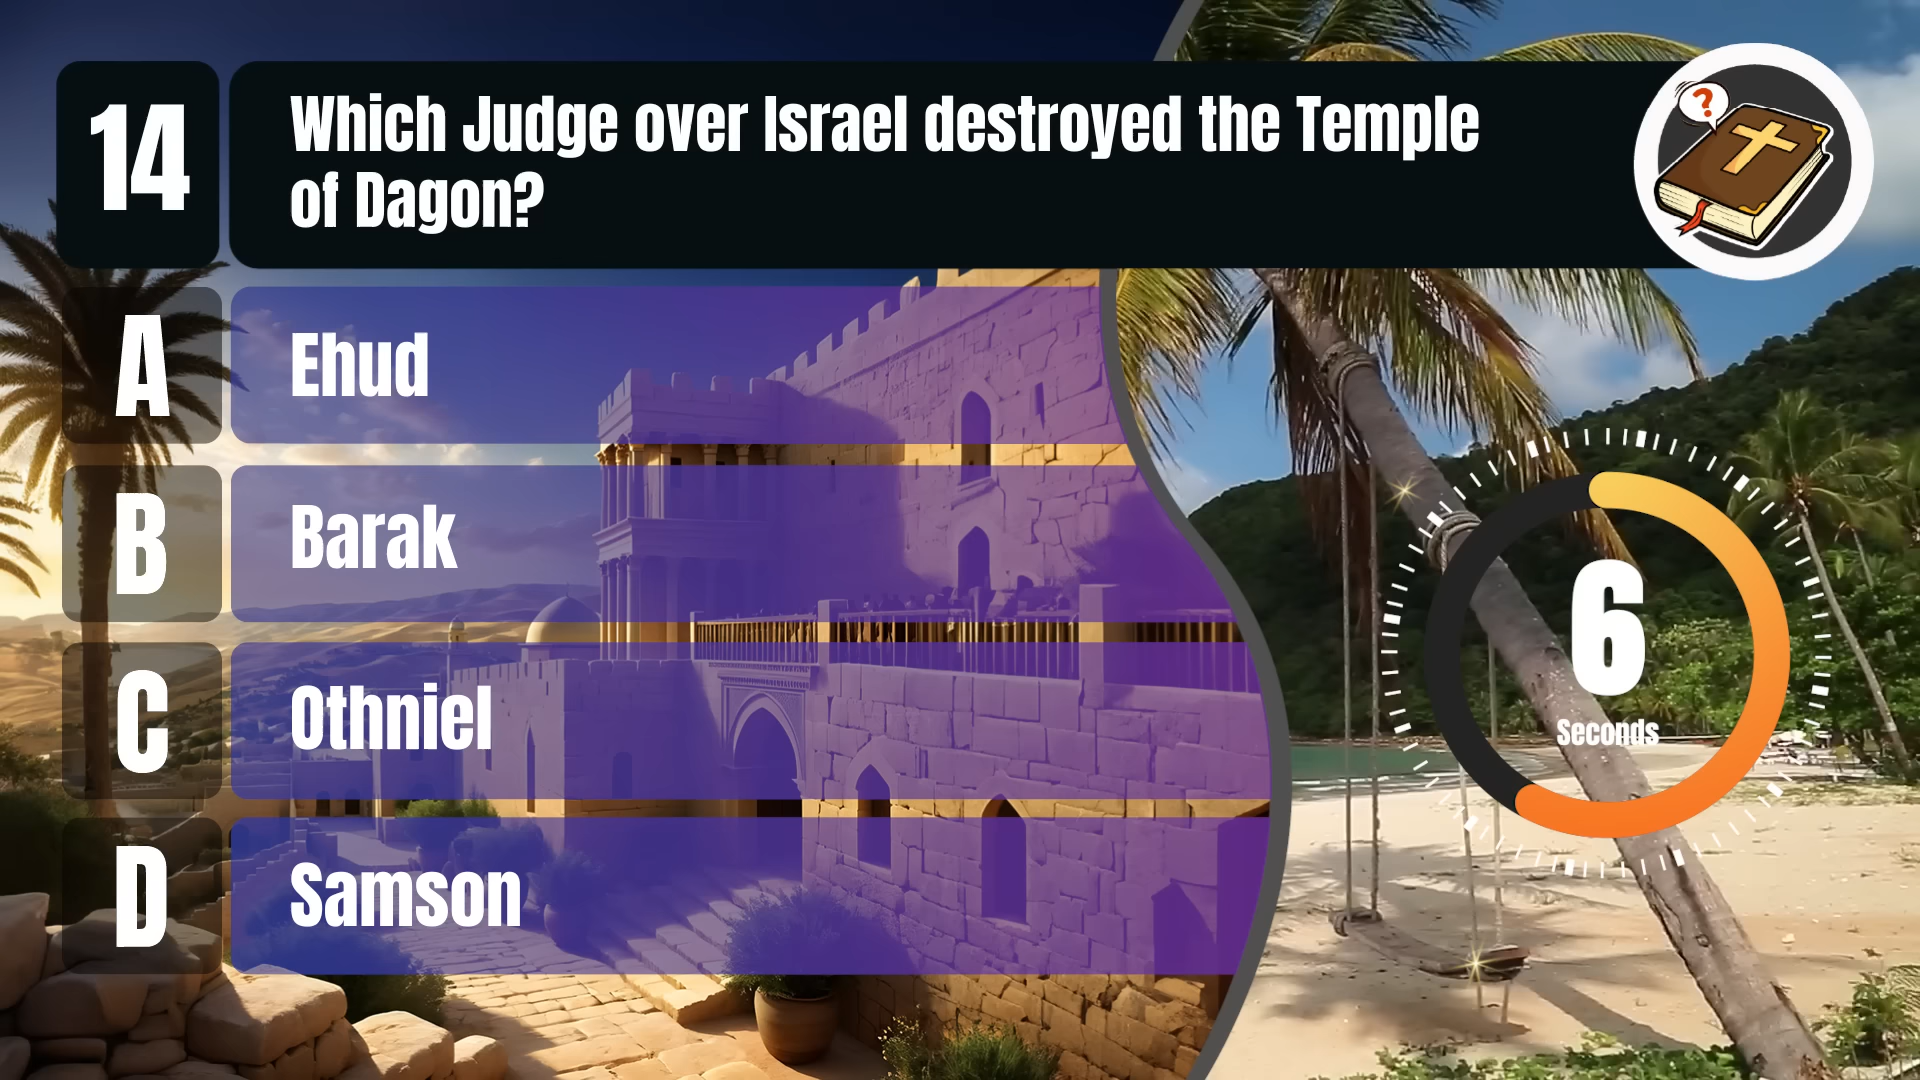 14
Which Judge over Israel destroyed the Temple
of Dagon?
?
A
Ehud
B
Barak
C
Othniel
D
Samson
6
Seconds